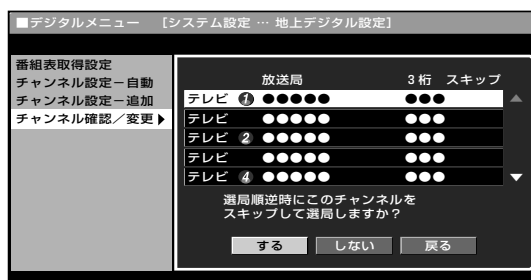 ■デジタルメニュー [システム設定 … 地上デジタル設定]
番組表取得設定
チャンネル設定－自動
チャンネル設定－追加
チャンネル確認／変更▶
放送局 3桁 スキップ
テレビ ❶ ●●●●● ●●●
テレビ ●●●●● ●●●
テレビ ❷ ●●●●● ●●●
テレビ ●●●●● ●●●
テレビ ❹ ●●●●● ●●●
選局順逆時にこのチャンネルを
スキップして選局しますか？
する しない 戻る